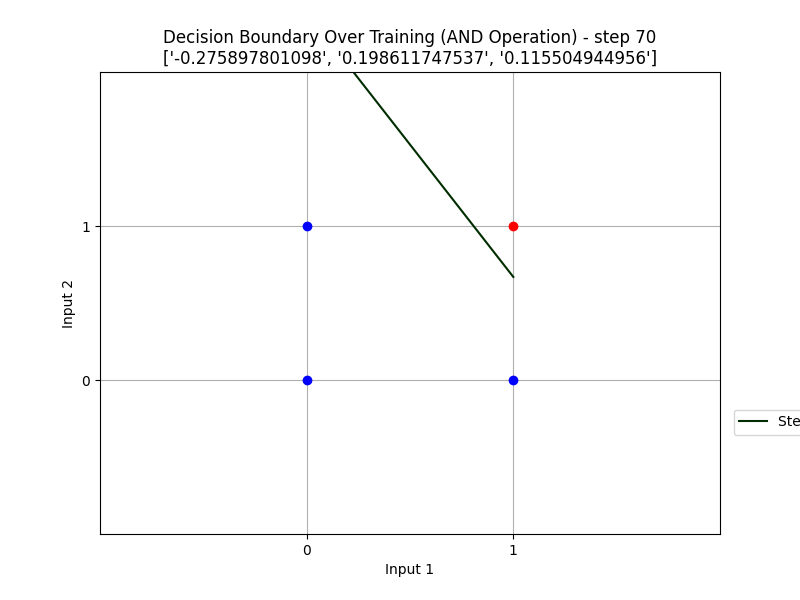 Decision Boundary Over Training (AND Operation) - step 70
['-0.275897801098', '0.198611747537', '0.115504944956']
Input 2
1
0
0
1
Input 1
Ste